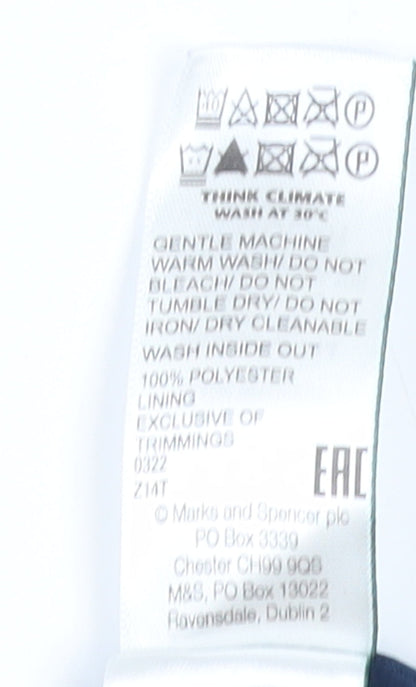 40
P
P
THINK CLIMATE
WASH AT 30°C
GENTLE MACHINE
WARM WASH/ DO NOT
BLEACH/ DO NOT
TUMBLE DRY/ DO NOT
IRON/ DRY CLEANABLE
WASH INSIDE OUT
100% POLYESTER
LINING
EXCLUSIVE OF
TRIMMINGS
0322
Z14T
EAC
© Marks and Spencer plc
PO Box 3339
Chester CH99 9QS
M&S, PO Box 13022
Ravensdale, Dublin 2